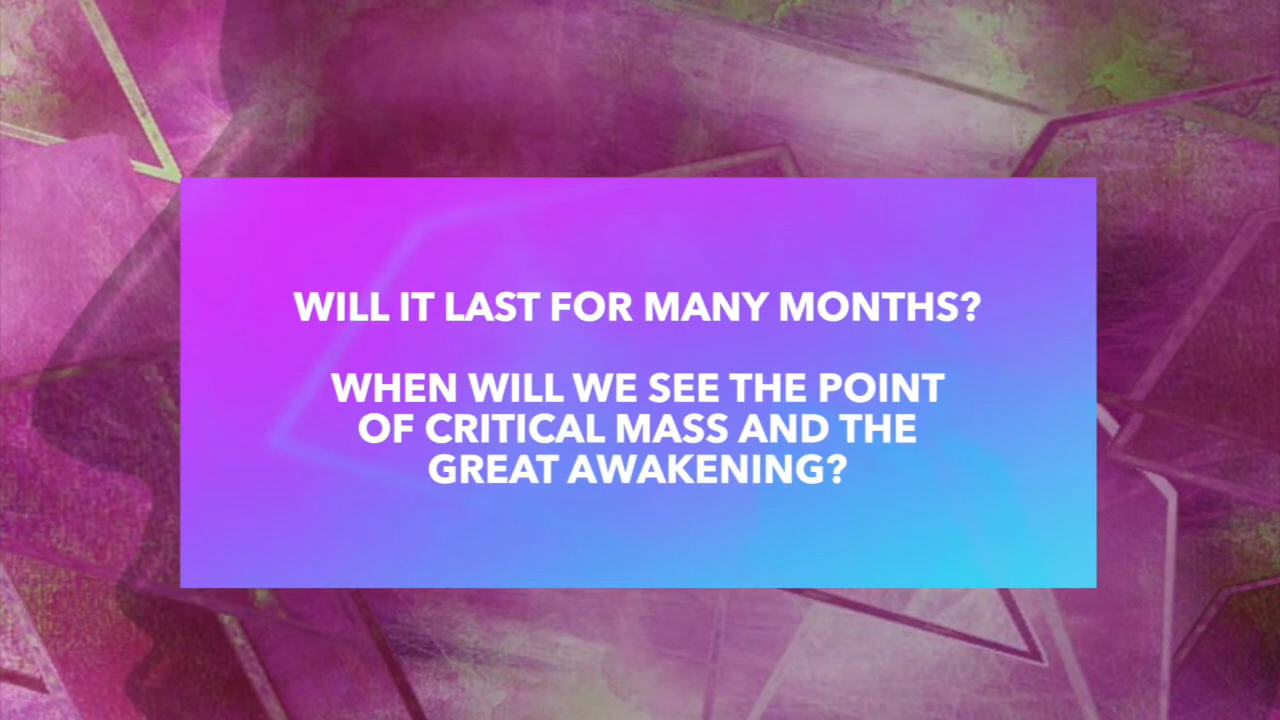 WILL IT LAST FOR MANY MONTHS?
WHEN WILL WE SEE THE POINT
OF CRITICAL MASS AND THE
GREAT AWAKENING?